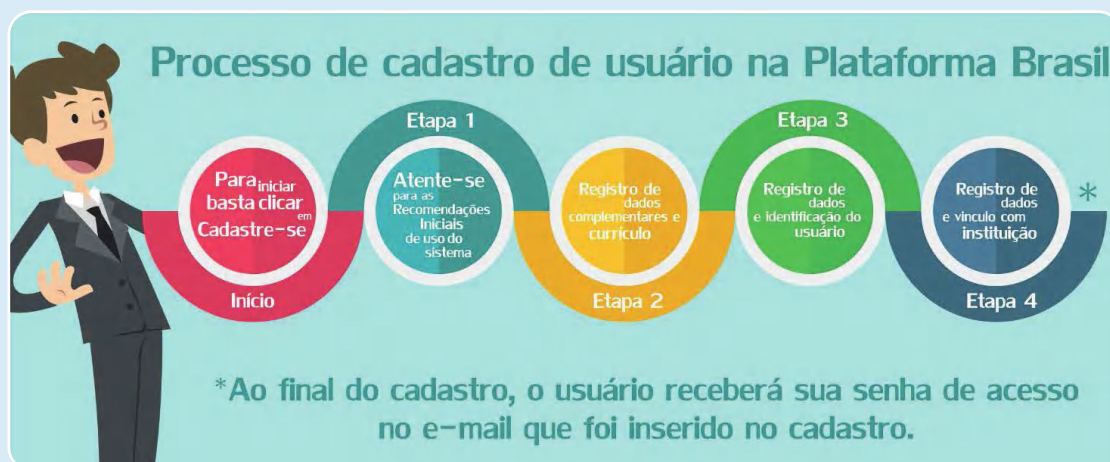 Processo de cadastro de usuário na Plataforma Brasil
Para iniciar
basta clicar
em
Cadastre-se
Início
Etapa 1
Atente-se
para as
Recomendações
Iniciais
de uso do
sistema
Registro de
dados
complementares e
currículo
Etapa 2
Etapa 3
Registro de
dados
e identificação do
usuário
Registro de
dados
e vinculo com
instituição
Etapa 4
*
*Ao final do cadastro, o usuário receberá sua senha de acesso
no e-mail que foi inserido no cadastro.